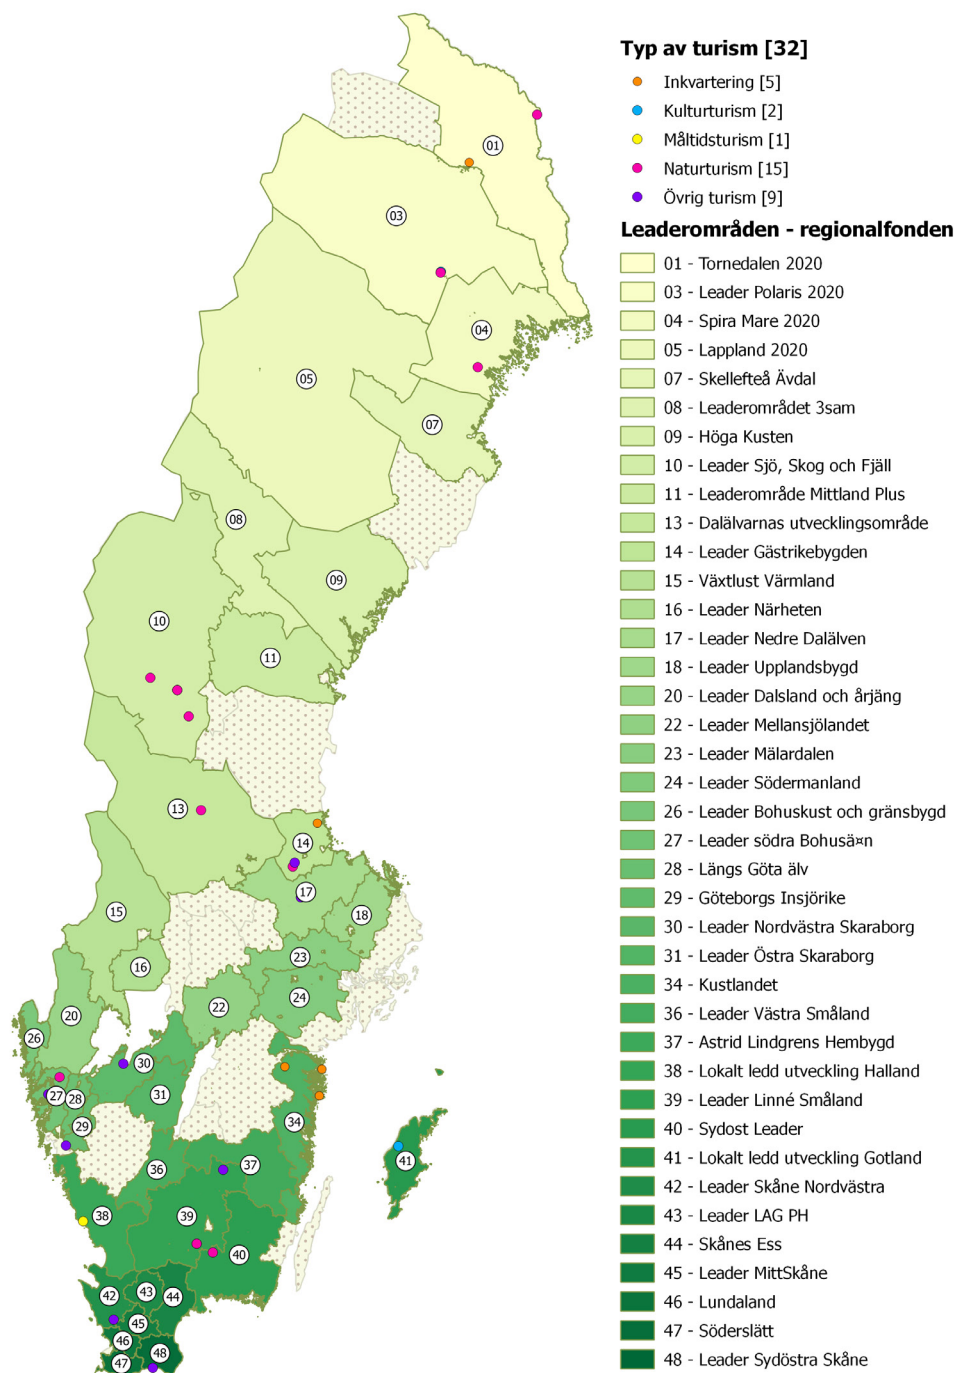 Typ av turism [32]
Inkvartering [5]
Kulturturism [2]
Måltidsturism [1]
Naturturism [15]
Övrig turism [9]
Leaderområden - regionalfonden
01 - Tornedalen 2020
03 - Leader Polaris 2020
04 - Spira Mare 2020
05 - Lappland 2020
07 - Skellefteå Ävdal
08 - Leaderområdet 3sam
09 - Höga Kusten
10 - Leader Sjö, Skog och Fjäll
11 - Leaderområde Mittland Plus
13 - Dalälvarnas utvecklingsområde
14 - Leader Gästrikebygden
15 - Växtlust Värmland
16 - Leader Närheten
17 - Leader Nedre Dalälven
18 - Leader Upplandsbygd
20 - Leader Dalsland och årjäng
22 - Leader Mellansjölandet
23 - Leader Mälardalen
24 - Leader Södermanland
26 - Leader Bohuskust och gränsbygd
27 - Leader södra Bohusä¤n
28 - Längs Göta älv
29 - Göteborgs Insjörike
30 - Leader Nordvästra Skaraborg
31 - Leader Östra Skaraborg
34 - Kustlandet
36 - Leader Västra Småland
37 - Astrid Lindgrens Hembygd
38 - Lokalt ledd utveckling Halland
39 - Leader Linné Småland
40 - Sydost Leader
41 - Lokalt ledd utveckling Gotland
42 - Leader Skåne Nordvästra
43 - Leader LAG PH
44 - Skånes Ess
45 - Leader MittSkåne
46 - Lundaland
47 - Söderslätt
48 - Leader Sydöstra Skåne
01
03
04
05
07
08
09
10
11
13
14
17
15
18
16
23
24
22
20
26
30
27
28
31
29
34
36
37
41
38
39
40
42
43
44
45
46
47
48